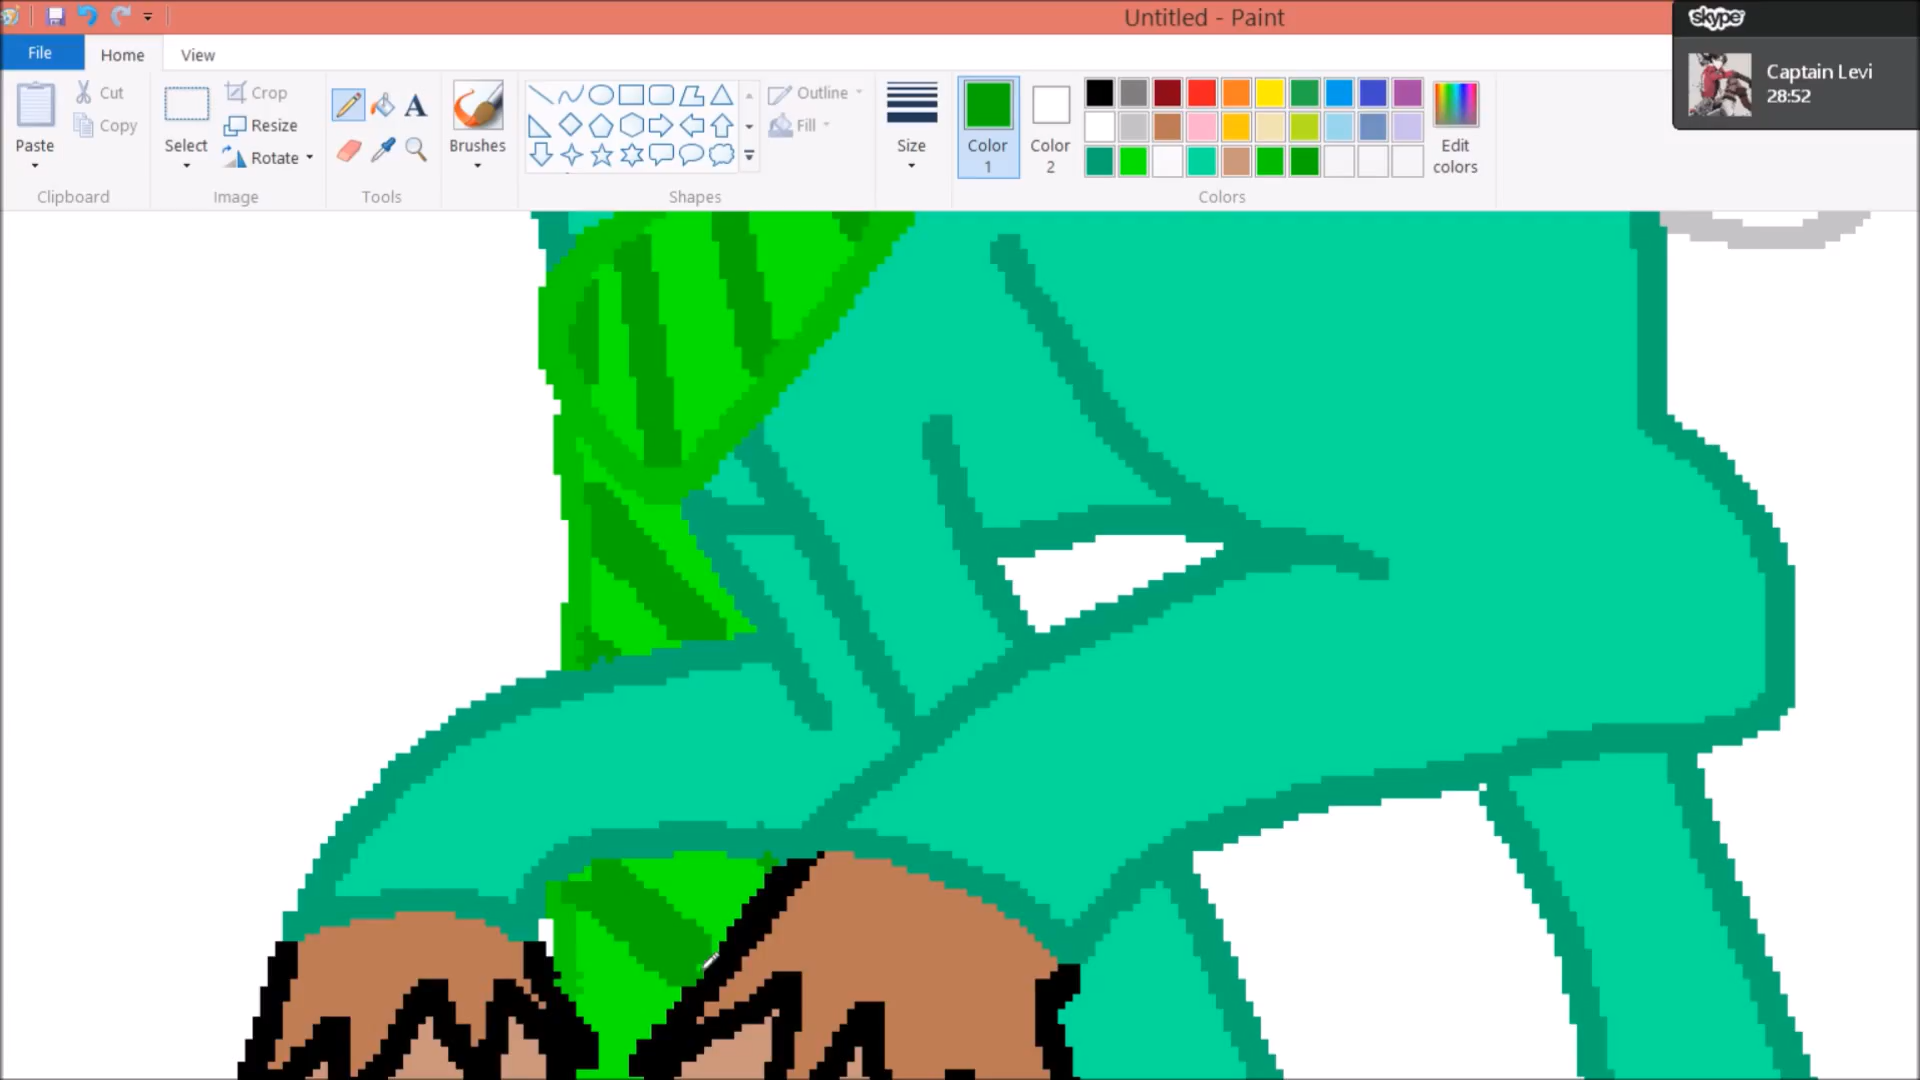 Untitled - Paint
skype
Captain Levi
28:52
File
Home
View
Paste
Cut
Copy
Clipboard
Select
Crop
Resize
Rotate
Image
A
Tools
Brushes
Shapes
Outline
Fill
Size
Color
1
Color
2
Edit
colors
Colors